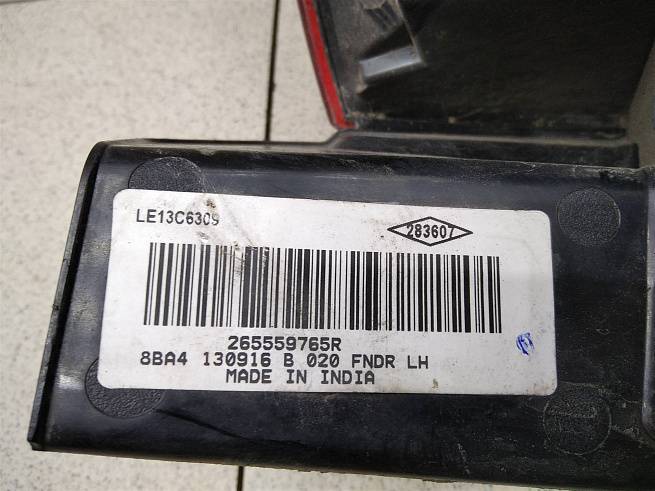 LE13C6309
283607
265559765R
8BA4 130916 B 020 FNDR LH
MADE IN INDIA